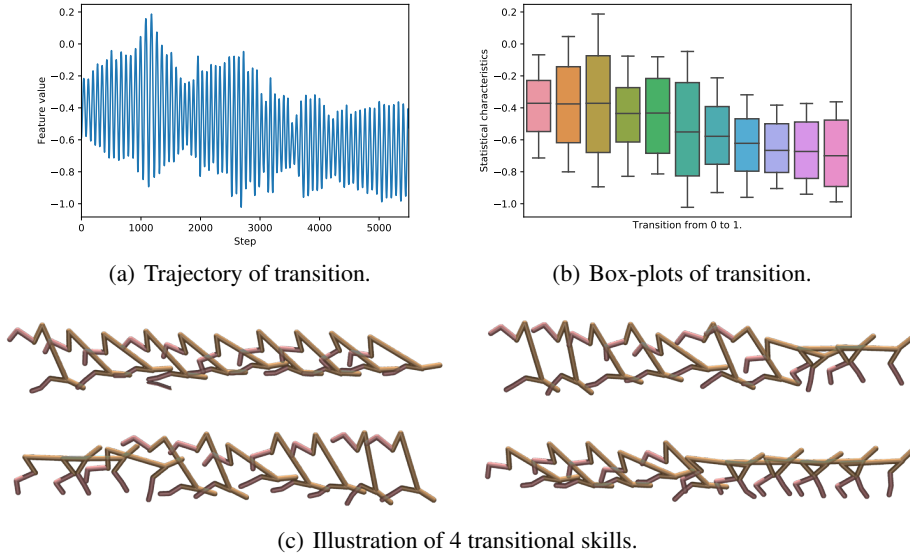 0.2
0.0
−0.2
−0.4
−0.6
−0.8
−1.0
Feature value
0 1000 2000 3000 4000 5000
Step
0.2
0.0
−0.2
−0.4
−0.6
−0.8
−1.0
Statistical characteristics
Transition from 0 to 1.
(a) Trajectory of transition.
(b) Box-plots of transition.
(c) Illustration of 4 transitional skills.